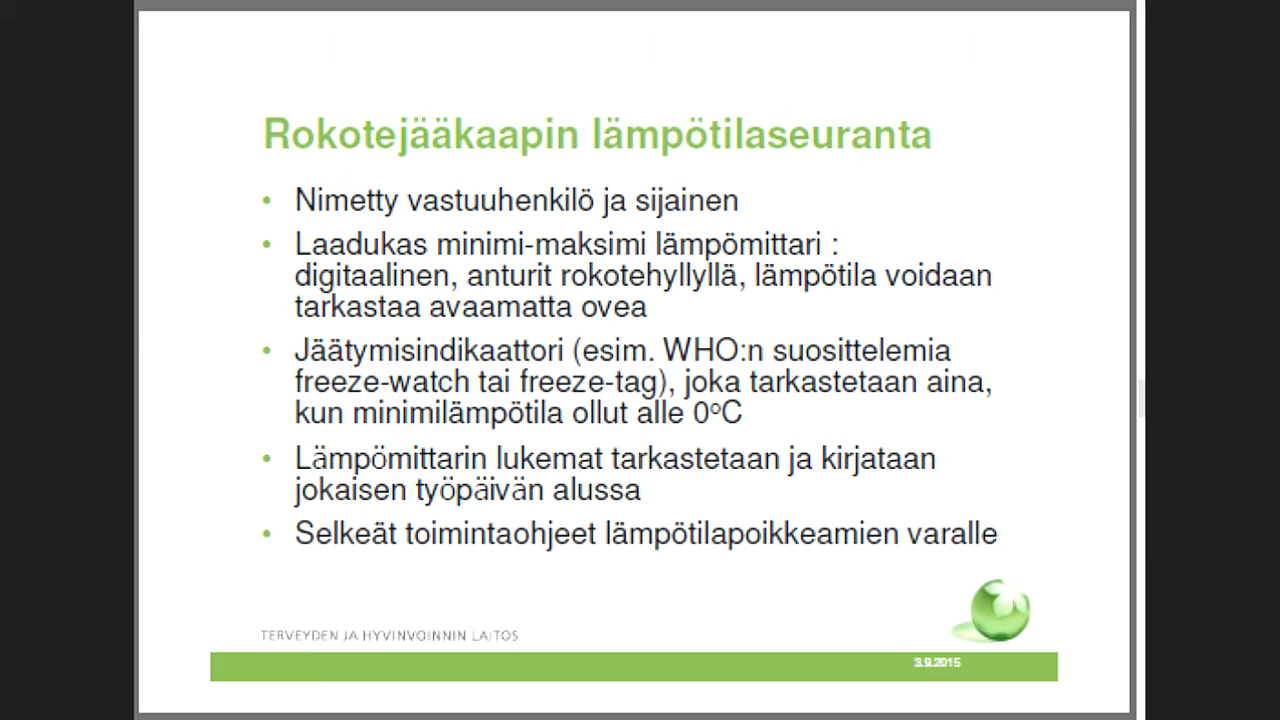 Rokotejääkaapin lämpötilaseuranta
• Nimetty vastuuhenkilö ja sijainen
• Laadukas minimi-maksimi lämpömittari :
digitaalinen, anturit rokotehyllyllä, lämpötila voidaan
tarkastaa avaamatta ovea
• Jäätymisindikaattori (esim. WHO:n suosittelemia
freeze-watch tai freeze-tag), joka tarkastetaan aina,
kun minimilämpötila ollut alle 0ºC
• Lämpömittarin lukemat tarkastetaan ja kirjataan
jokaisen työpäivän alussa
• Selkeät toimintaohjeet lämpötilapoikkeamien varalle
TERVEYDEN JA HYVINVOINNIN LAITOS
3.9.2015